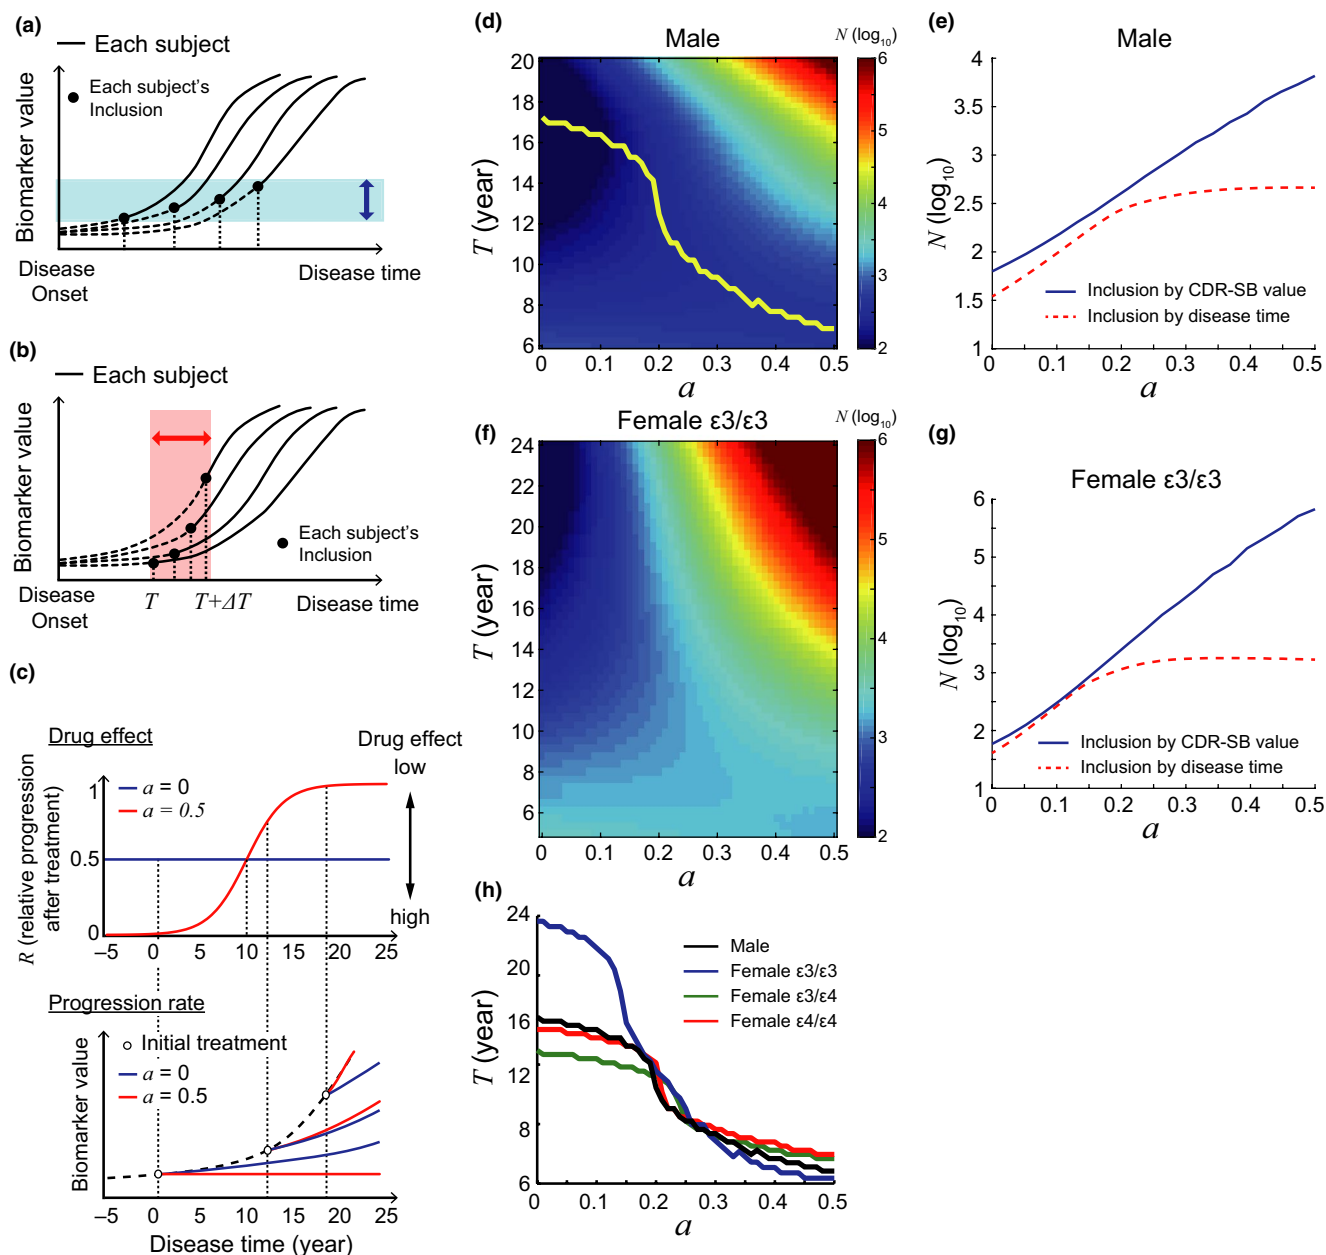 (a)
Each subject
Each subject's
Inclusion
Biomarker value
Disease
Onset
Disease time
(b)
Each subject
Biomarker value
Each subject's
Inclusion
Disease
Onset
T
T+ΔT
Disease time
(c)
Drug effect
Drug effect
low
high
a = 0
a = 0.5
R (relative progression
after treatment)
1
0.5
0
−5 0 5 10 15 20 25
Progression rate
Initial treatment
a = 0
a = 0.5
Biomarker value
−5 0 5 10 15 20 25
Disease time (year)
(d)
Male
N (log10)
T (year)
20
18
16
14
12
10
8
6
0 0.1 0.2 0.3 0.4 0.5
a
6
5
4
3
2
(e)
Male
N (log10)
4
3.5
3
2.5
2
1.5
1
Inclusion by CDR-SB value
Inclusion by disease time
0 0.1 0.2 0.3 0.4 0.5
a
(f)
Female ε3/ε3
N (log10)
T (year)
24
22
20
18
16
14
12
10
8
6
0 0.1 0.2 0.3 0.4 0.5
a
6
5
4
3
2
(g)
Female ε3/ε3
N (log10)
6
5
4
3
2
1
Inclusion by CDR-SB value
Inclusion by disease time
0 0.1 0.2 0.3 0.4 0.5
a
(h)
T (year)
24
20
16
12
8
6
Male
Female ε3/ε3
Female ε3/ε4
Female ε4/ε4
0 0.1 0.2 0.3 0.4 0.5
a